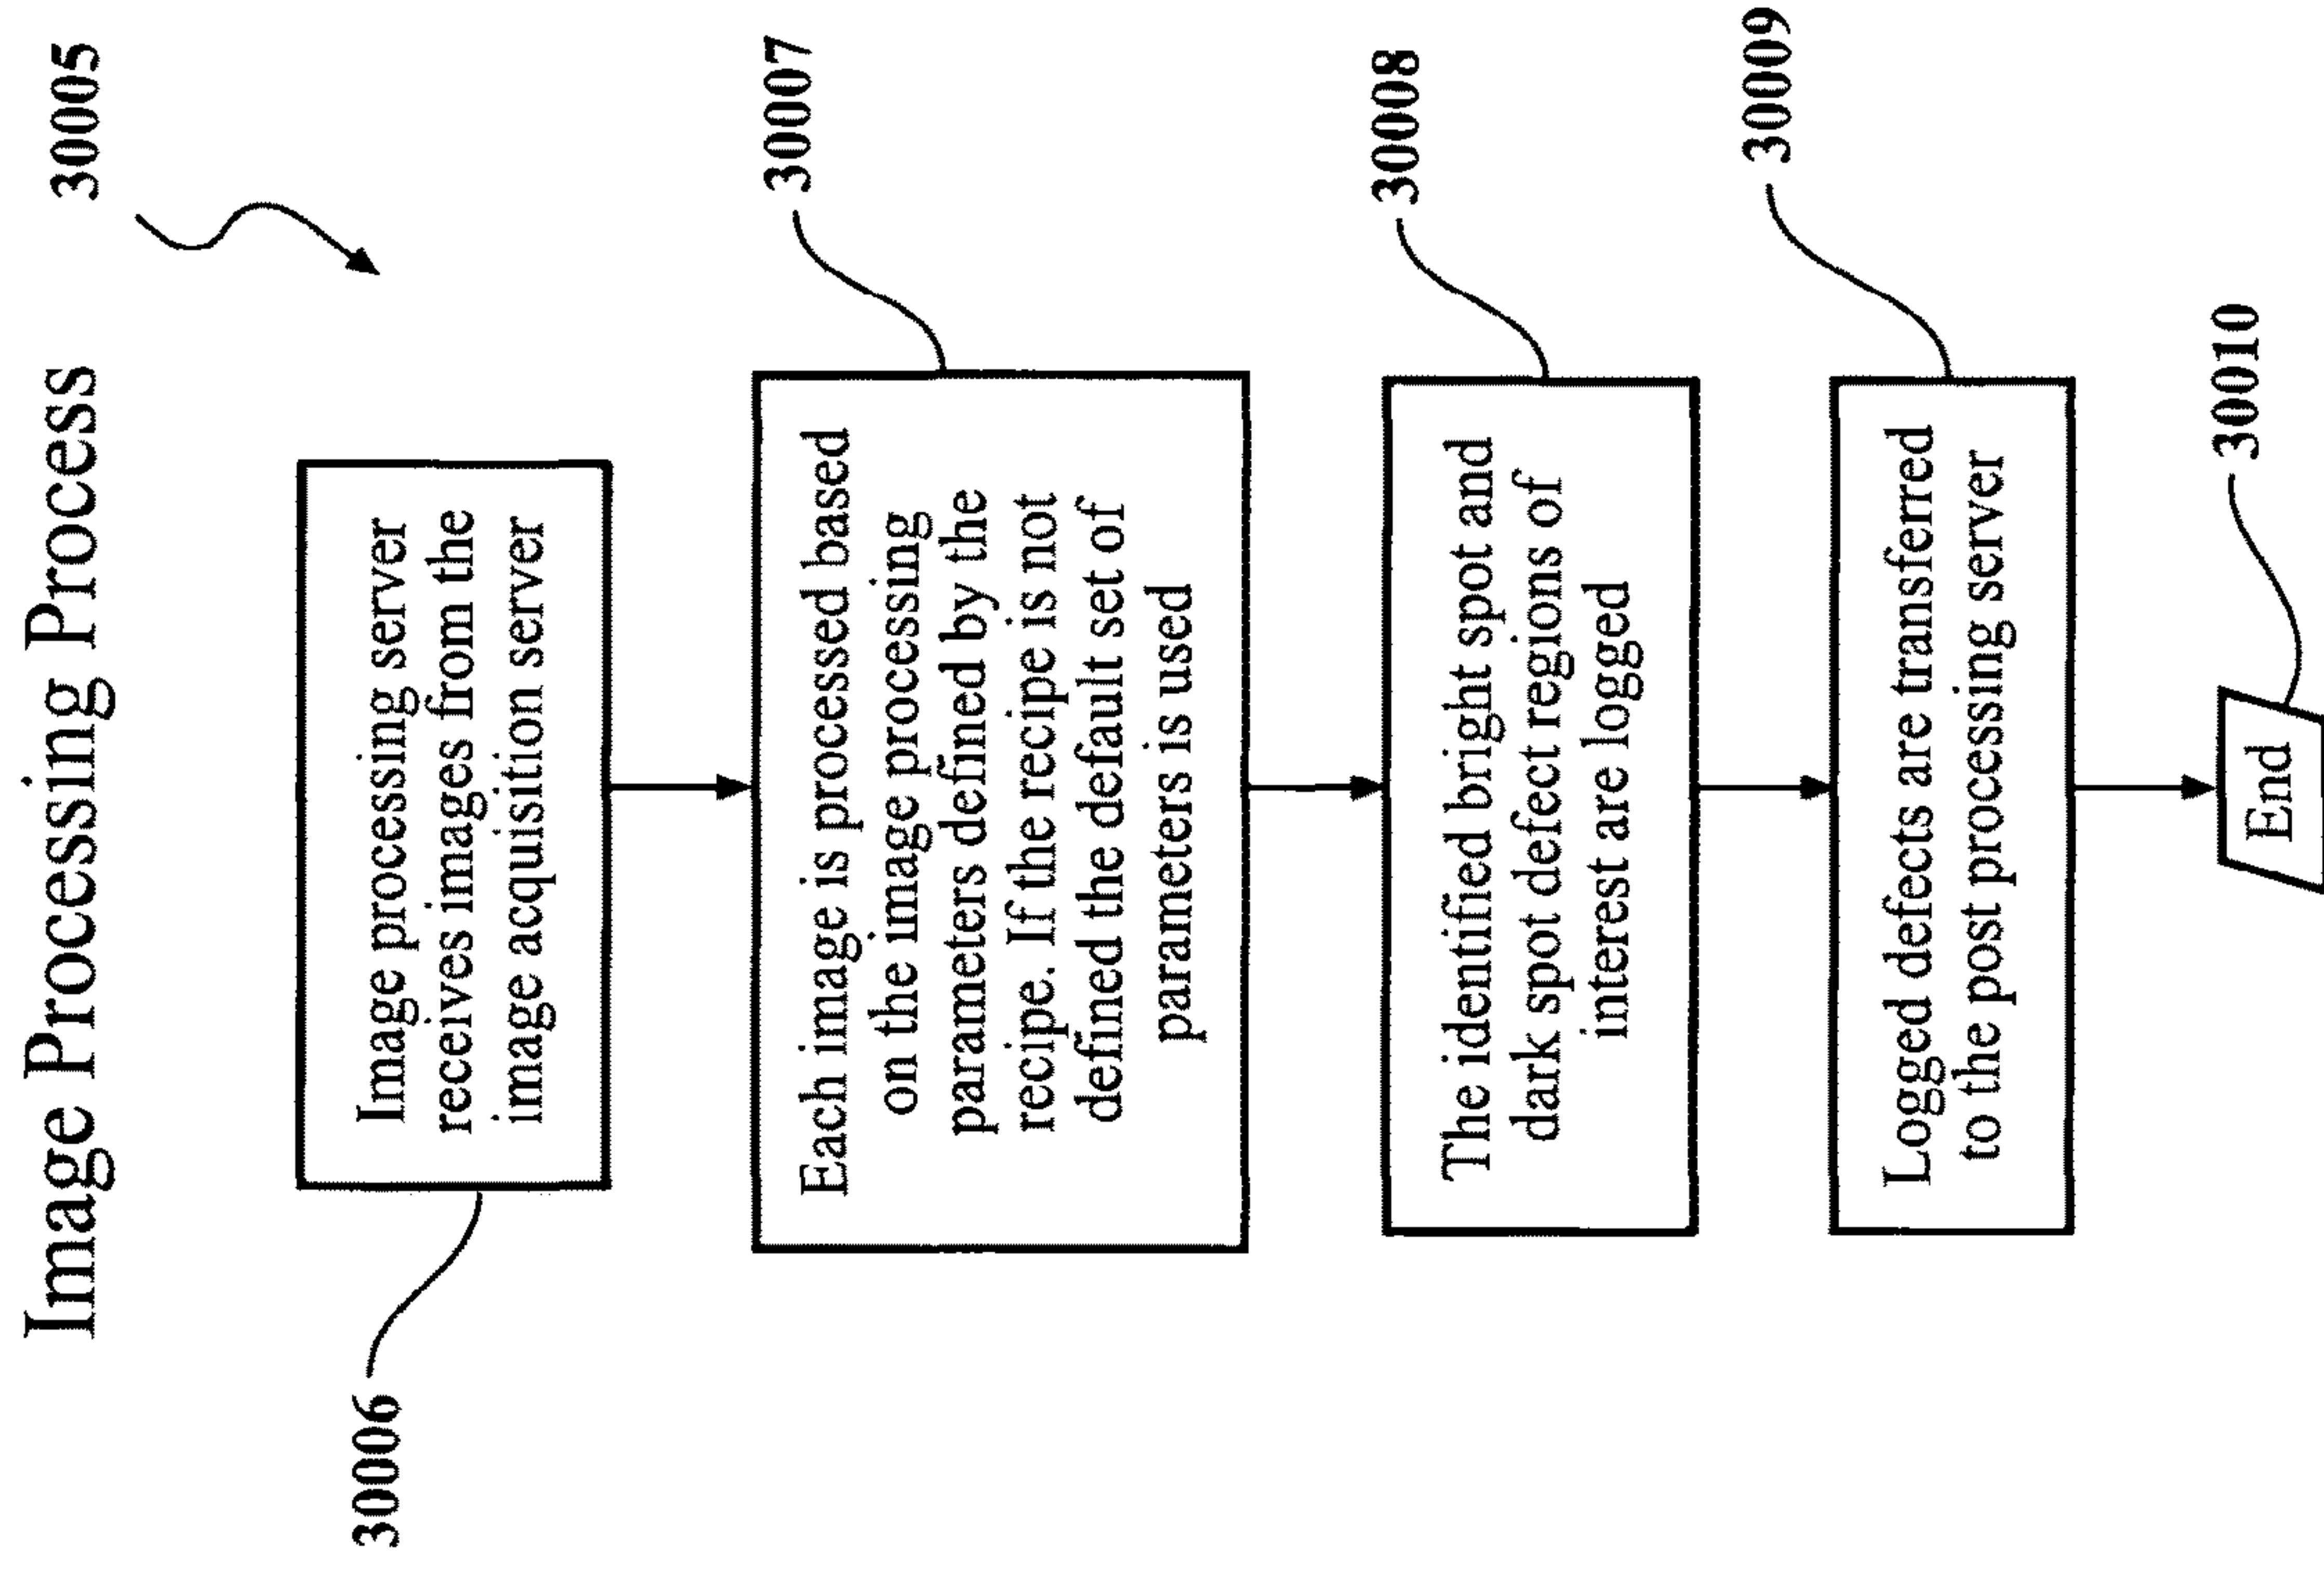 Image Processing Process
30005
30006
Image processing server
receives images from the
image acquisition server
30007
Each image is processed based
on the image processing
parameters defined by the
recipe. If the recipe is not
defined the default set of
parameters is used
30008
The identified bright spot and
dark spot defect regions of
interest are logged
30009
Logged defects are transferred
to the post processing server
30010
End